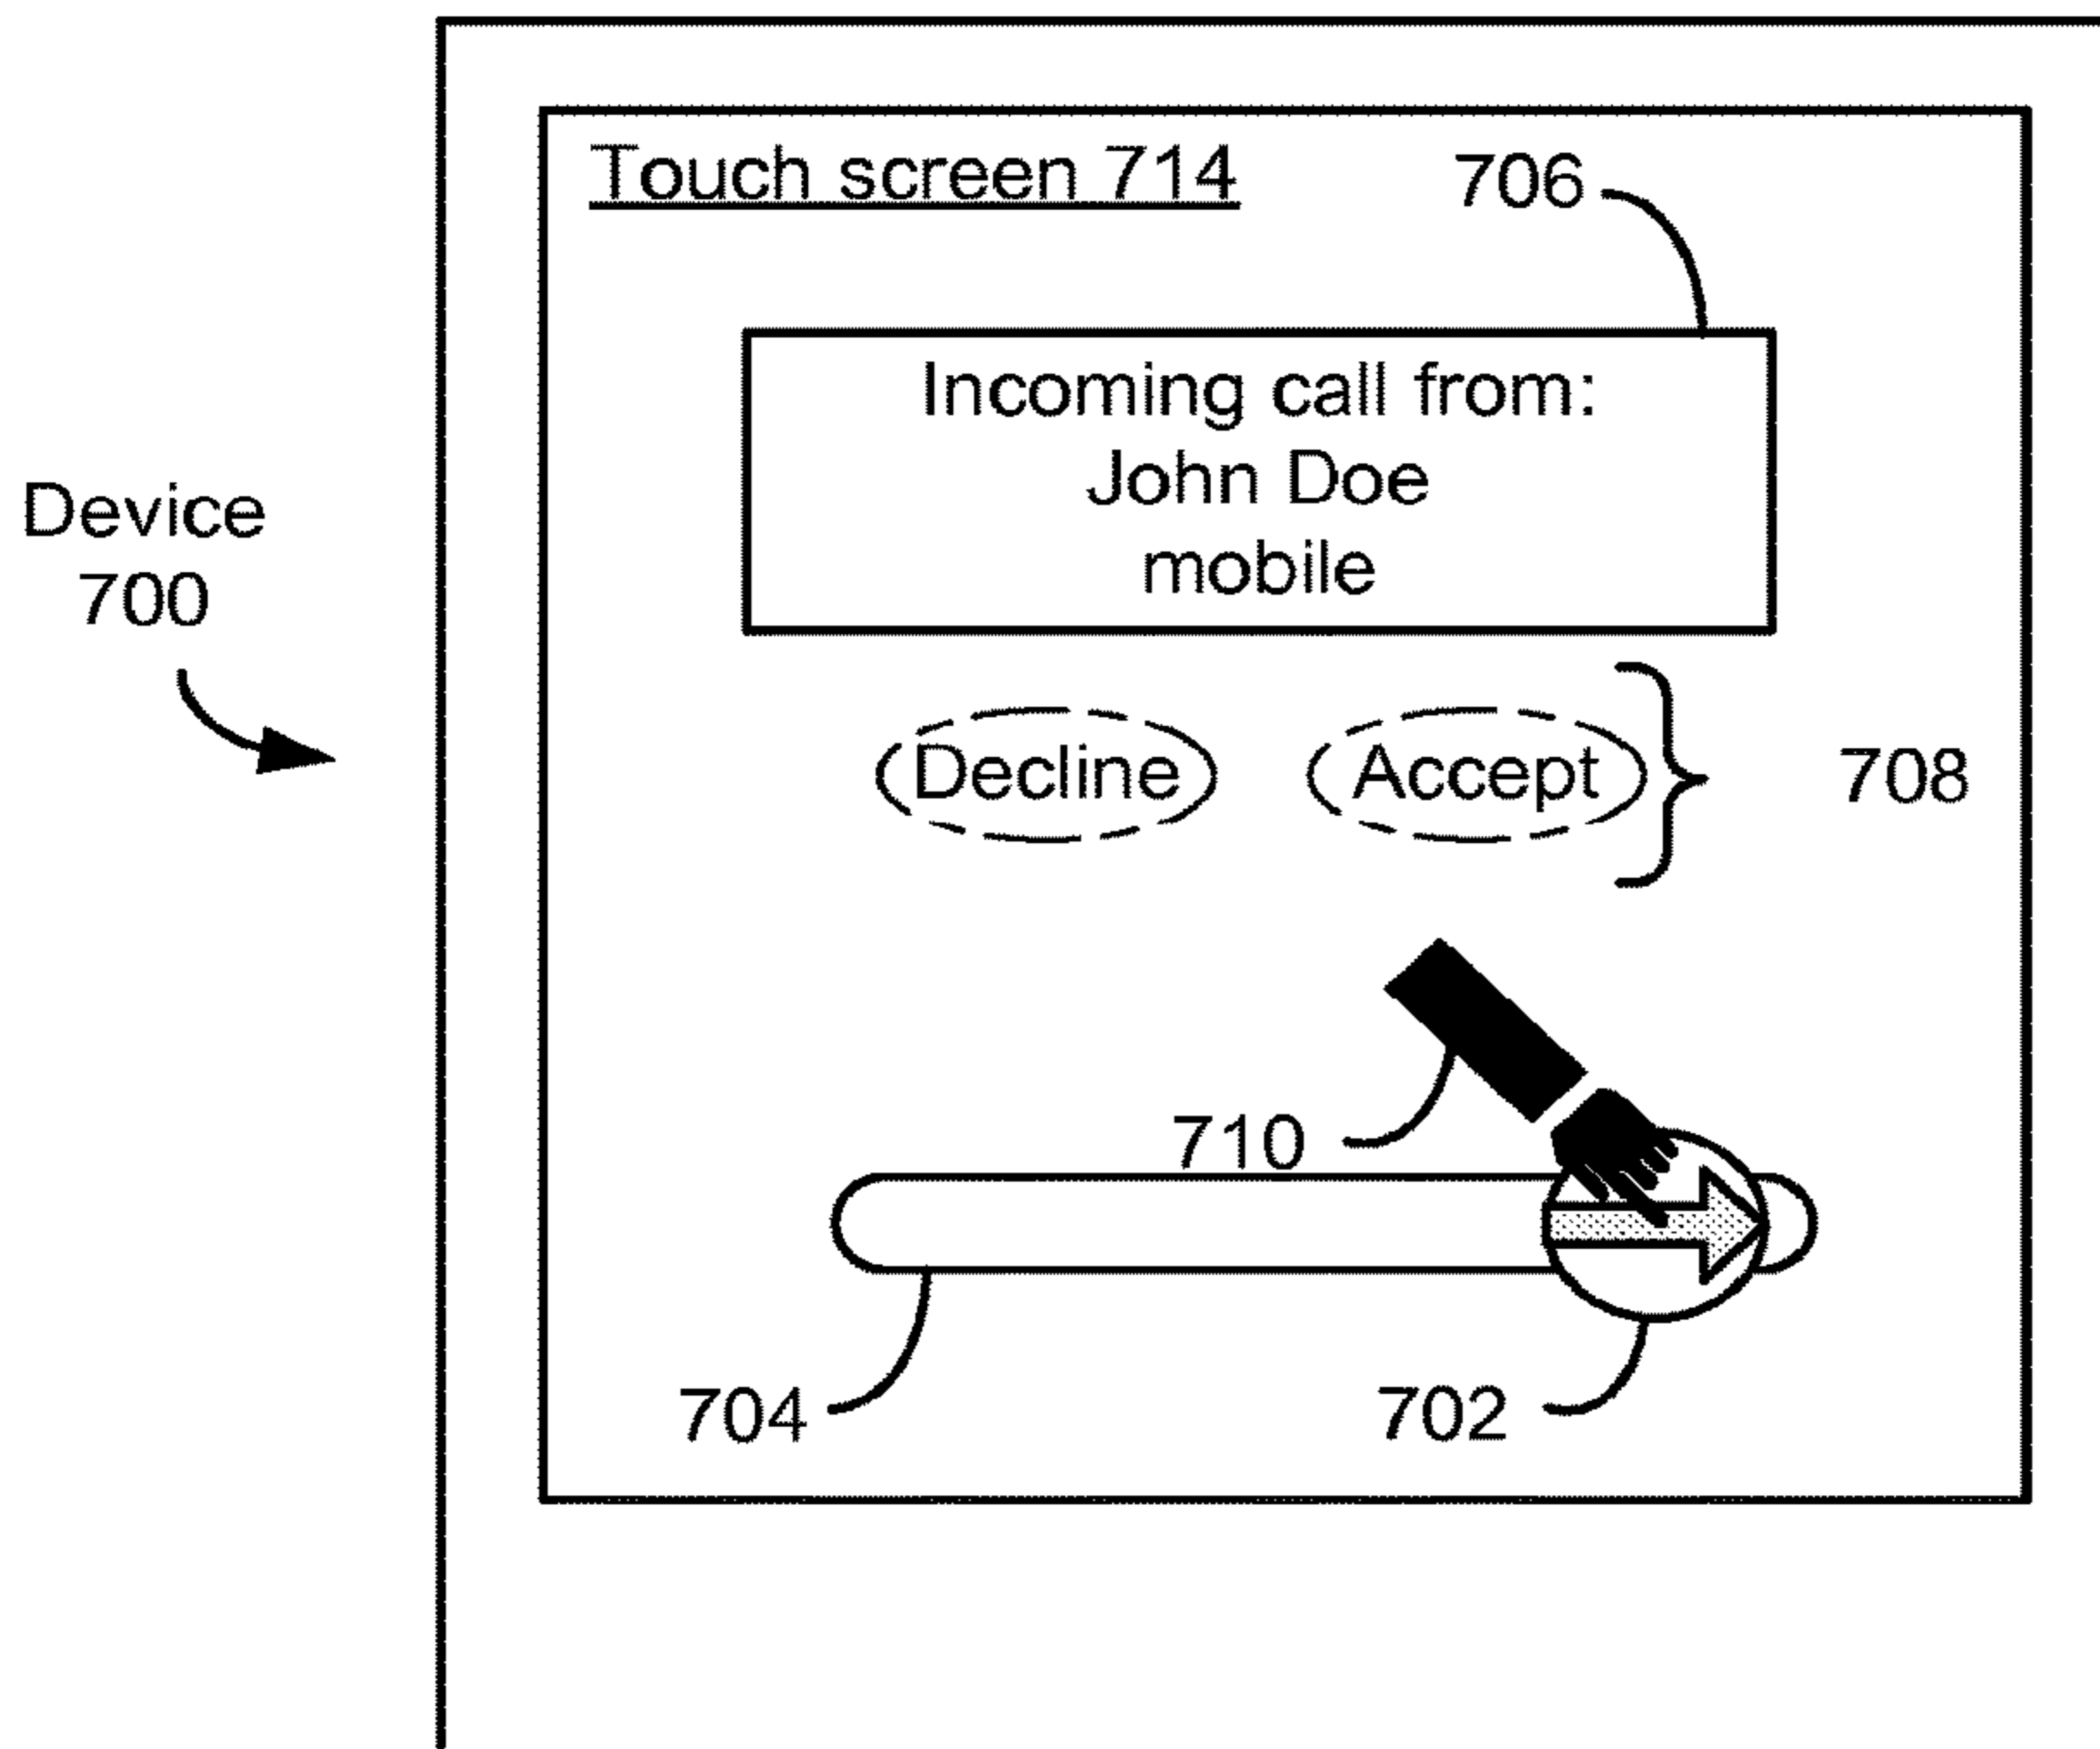 Touch screen 714
706
Incoming call from:
John Doe
mobile
Device
700
Decline
Accept
708
710
704
702